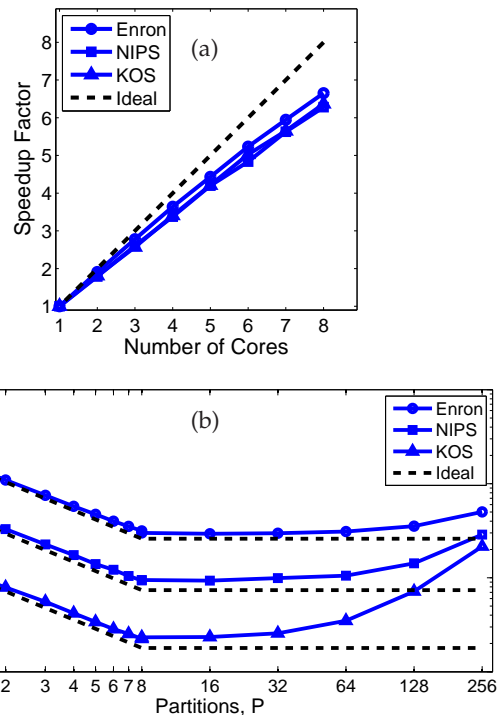 Enron
NIPS
KOS
Ideal
(a)
8
7
6
5
4
3
2
1
Speedup Factor
1 2 3 4 5 6 7 8
Number of Cores
(b)
Enron
NIPS
KOS
Ideal
2 3 4 5 6 7 8 16 32 64 128 256
Partitions, P